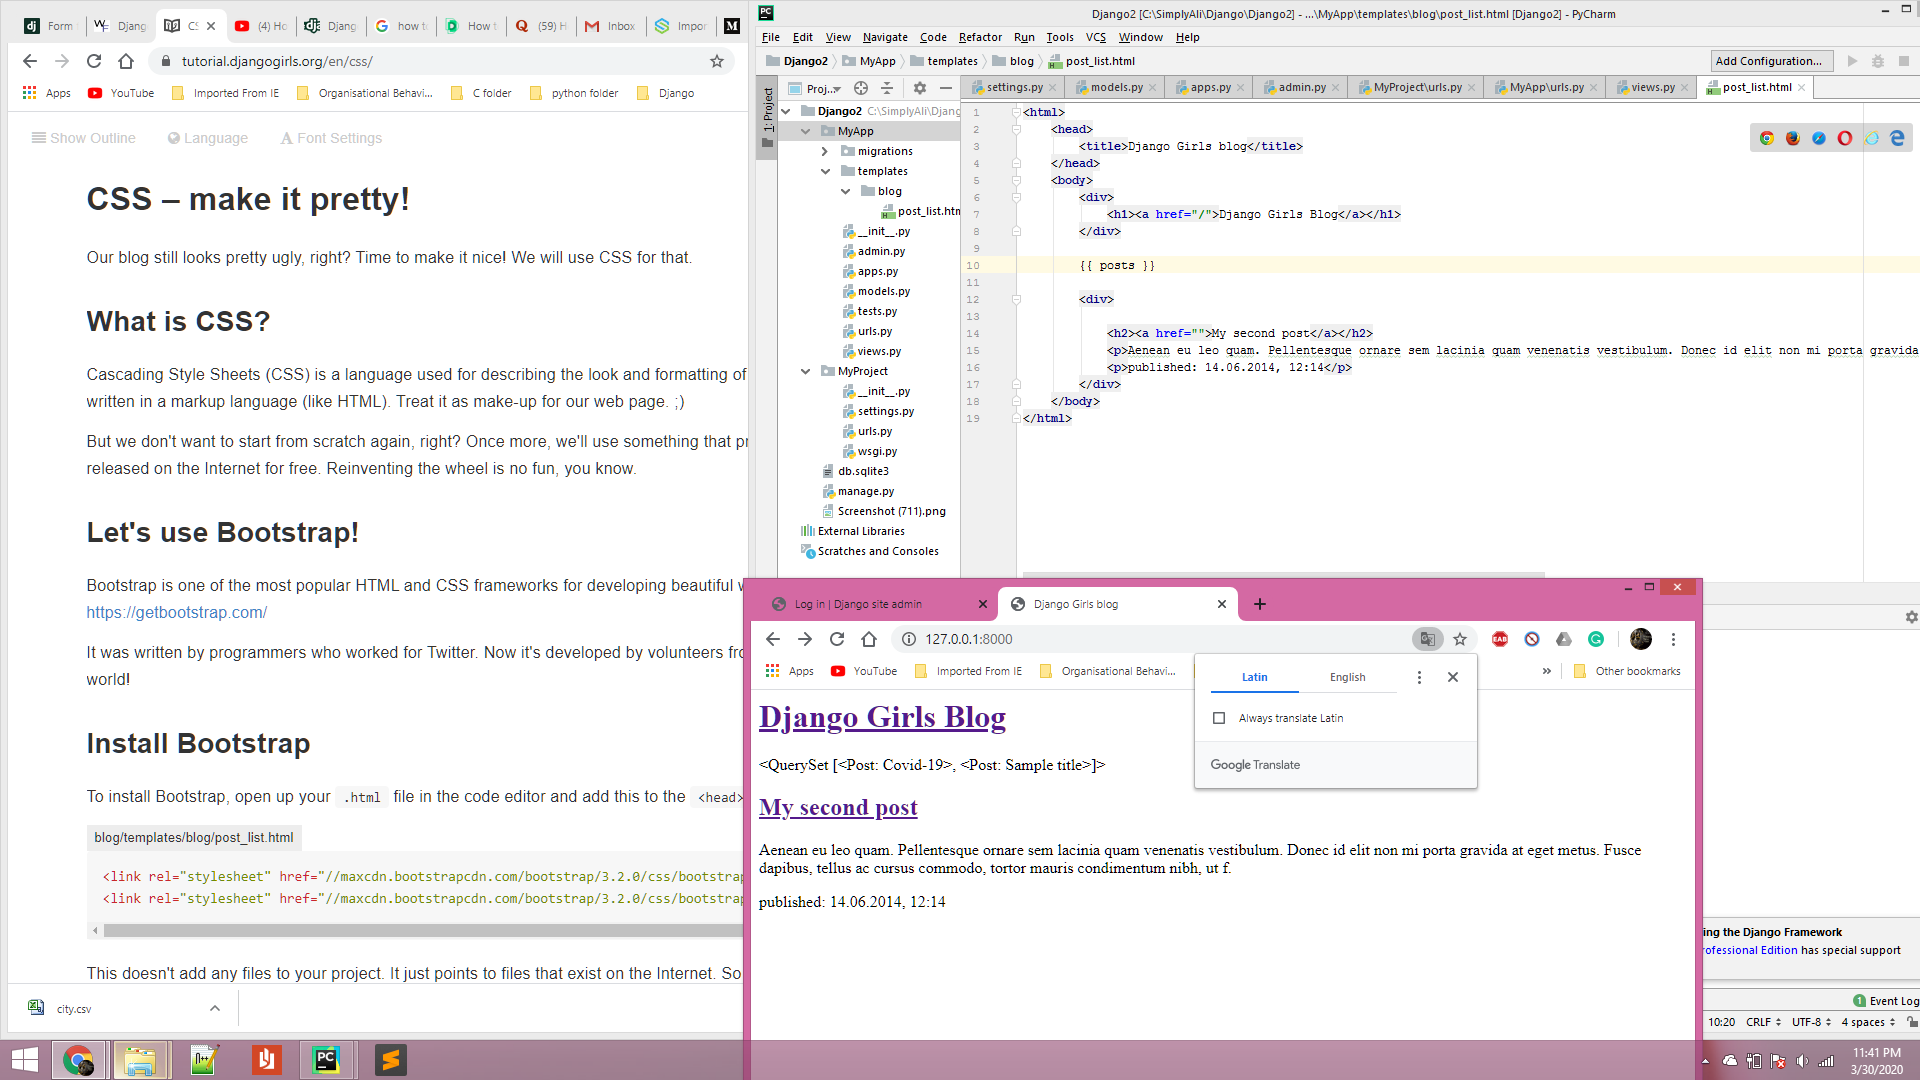 Form
Djang
CS
(4) Ho
Djang
how to
How t
(59) H
Inbox
Impor
tutorial.djangogirls.org/en/css/
Apps
YouTube
Imported From IE
Organisational Behavi...
C folder
python folder
Django
Show Outline
Language
Font Settings
CSS – make it pretty!
Our blog still looks pretty ugly, right? Time to make it nice! We will use CSS for that.
What is CSS?
Cascading Style Sheets (CSS) is a language used for describing the look and formatting of
written in a markup language (like HTML). Treat it as make-up for our web page. ;)
But we don't want to start from scratch again, right? Once more, we'll use something that pr
released on the Internet for free. Reinventing the wheel is no fun, you know.
Let's use Bootstrap!
Bootstrap is one of the most popular HTML and CSS frameworks for developing beautiful w
https://getbootstrap.com/
It was written by programmers who worked for Twitter. Now it's developed by volunteers fro
world!
Install Bootstrap
To install Bootstrap, open up your .html file in the code editor and add this to the <head>
blog/templates/blog/post_list.html
<link rel="stylesheet" href="//maxcdn.bootstrapcdn.com/bootstrap/3.2.0/css/bootstrap
<link rel="stylesheet" href="//maxcdn.bootstrapcdn.com/bootstrap/3.2.0/css/bootstrap
This doesn't add any files to your project. It just points to files that exist on the Internet. So
city.csv
Django2 [C:\SimplyAli\Django\Django2] - ...\MyApp\templates\blog\post_list.html [Django2] - PyCharm
File Edit View Navigate Code Refactor Run Tools VCS Window Help
Django2 MyApp templates blog post_list.html
Add Configuration...
1: Project
Proj..
settings.py
models.py
apps.py
admin.py
MyProject\urls.py
MyApp\urls.py
views.py
post_list.html
Django2 C:\SimplyAli\Djang
MyApp
migrations
templates
blog
post_list.htm
__init__.py
admin.py
apps.py
models.py
tests.py
urls.py
views.py
MyProject
__init__.py
settings.py
urls.py
wsgi.py
db.sqlite3
manage.py
Screenshot (711).png
External Libraries
Scratches and Consoles
1 <html>
2 <head>
3 <title>Django Girls blog</title>
4 </head>
5 <body>
6 <div>
7 <h1><a href="/">Django Girls Blog</a></h1>
8 </div>
9
10 {{ posts }}
11
12 <div>
13
14 <h2><a href="">My second post</a></h2>
15 <p>Aenean eu leo quam. Pellentesque ornare sem lacinia quam venenatis vestibulum. Donec id elit non mi porta gravida
16 <p>published: 14.06.2014, 12:14</p>
17 </div>
18 </body>
19 </html>
Log in | Django site admin
Django Girls blog
127.0.0.1:8000
Apps
YouTube
Imported From IE
Organisational Behavi...
»
Other bookmarks
Latin
English
Always translate Latin
Google Translate
Django Girls Blog
<QuerySet [<Post: Covid-19>, <Post: Sample title>]>
My second post
Aenean eu leo quam. Pellentesque ornare sem lacinia quam venenatis vestibulum. Donec id elit non mi porta gravida at eget metus. Fusce
dapibus, tellus ac cursus commodo, tortor mauris condimentum nibh, ut f.
published: 14.06.2014, 12:14
ing the Django Framework
rofessional Edition has special support
1 Event Log
10:20 CRLF UTF-8 4 spaces
11:41 PM
3/30/2020